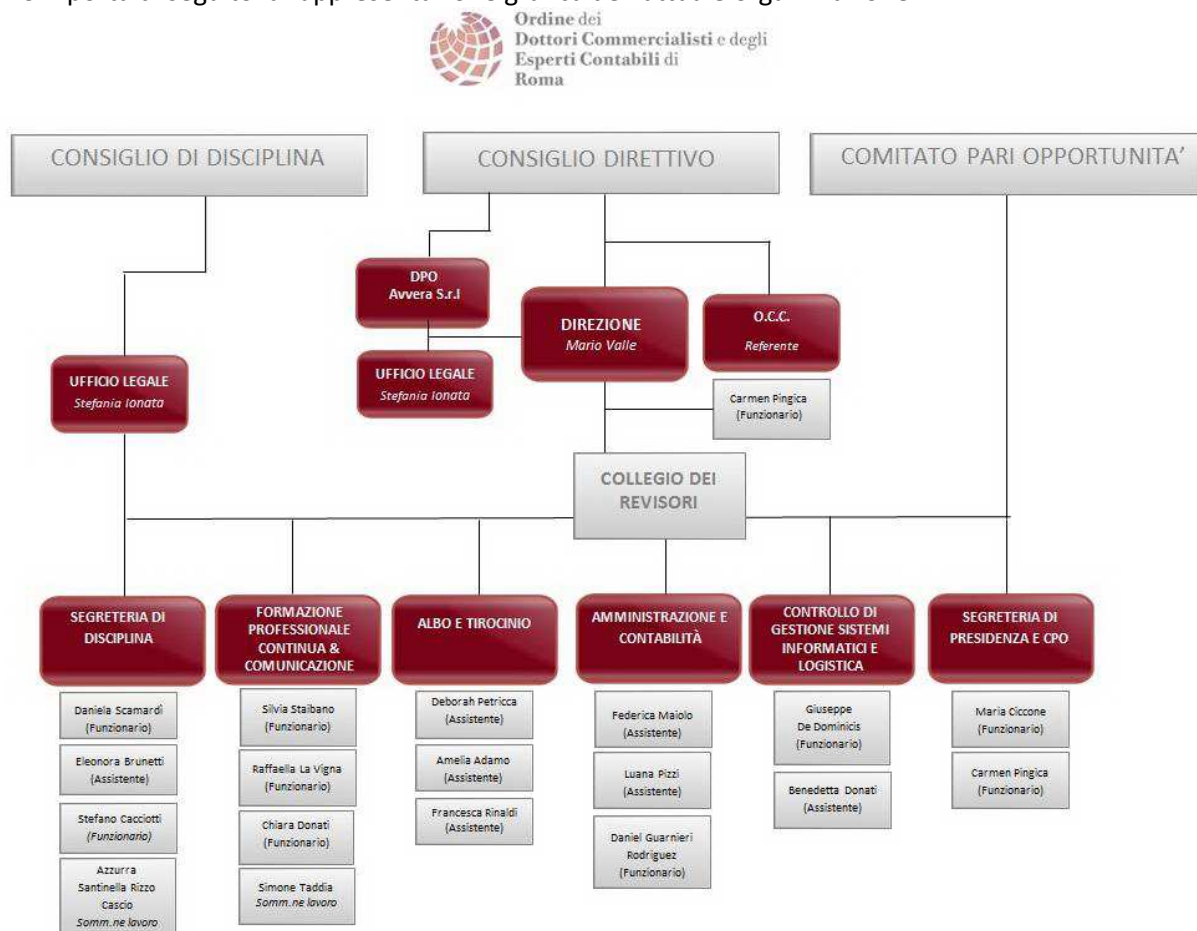 Ordine dei
Dottori Commercialisti e degli
Esperti Contabili di
Roma
CONSIGLIO DI DISCIPLINA
CONSIGLIO DIRETTIVO
COMITATO PARI OPPORTUNITA’
DPO
Avvera S.r.l
DIREZIONE
Mario Valle
O.C.C.
Referente
UFFICIO LEGALE
Stefania Ionata
UFFICIO LEGALE
Stefania Ionata
Carmen Pingica
(Funzionario)
COLLEGIO DEI
REVISORI
SEGRETERIA DI
DISCIPLINA
Daniela Scamardi
(Funzionario)
Eleonora Brunetti
(Assistente)
Stefano Cacciotti
(Funzionario)
Azzurra
Santinella Rizzo
Cascio
Somm.ne lavoro
FORMAZIONE
PROFESSIONALE
CONTINUA &
COMUNICAZIONE
Silvia Staibano
(Funzionario)
Raffaella La Vigna
(Funzionario)
Chiara Donati
(Funzionario)
Simone Taddia
Somm.ne lavoro
ALBO E TIROCINIO
Deborah Petricca
(Assistente)
Amelia Adamo
(Assistente)
Francesca Rinaldi
(Assistente)
AMMINISTRAZIONE E
CONTABILITÀ
Federica Maiolo
(Assistente)
Luana Pizzi
(Assistente)
Daniel Guarnieri
Rodriguez
(Funzionario)
CONTROLLO DI
GESTIONE SISTEMI
INFORMATICI E
LOGISTICA
Giuseppe
De Dominicis
(Funzionario)
Benedetta Donati
(Assistente)
SEGRETERIA DI
PRESIDENZA E CPO
Maria Ciccone
(Funzionario)
Carmen Pingica
(Funzionario)